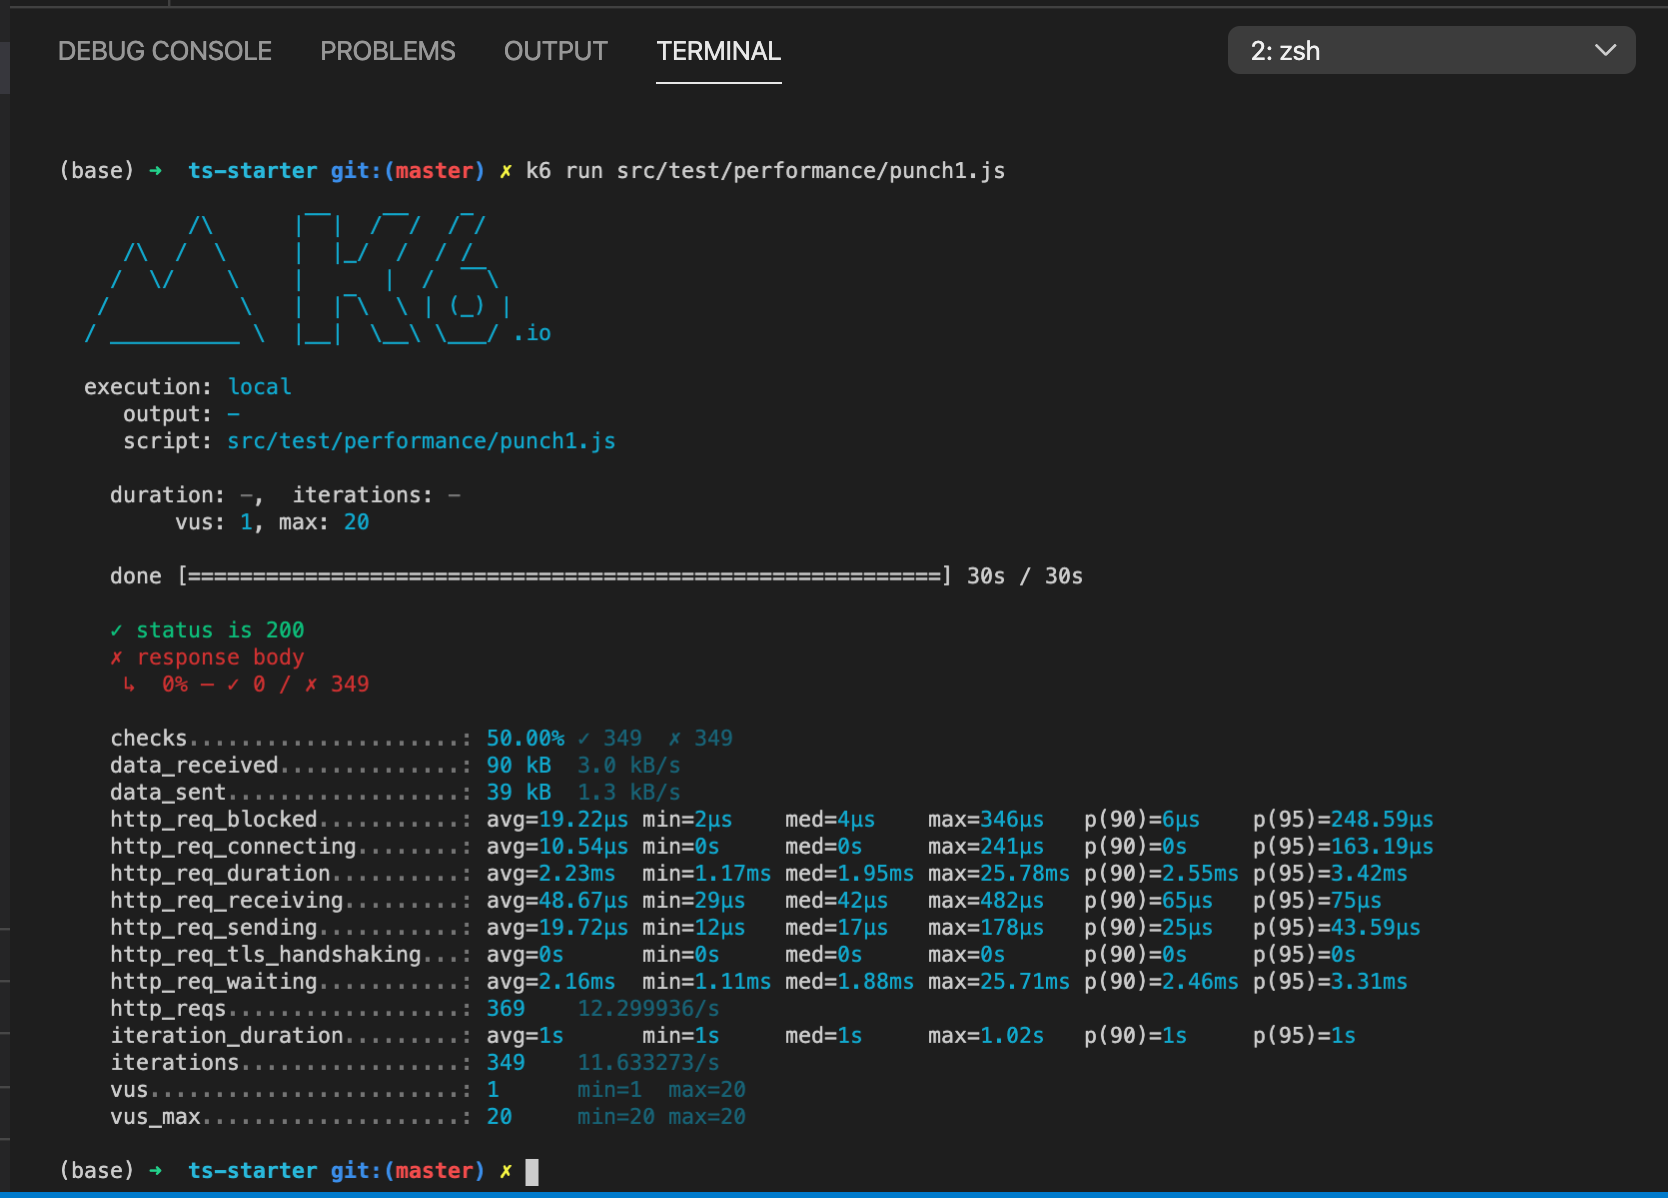 DEBUG CONSOLE PROBLEMS OUTPUT TERMINAL 2: zsh
(base) ➜  ts-starter git:(master) ✗ k6 run src/test/performance/punch1.js
          /\      |‾‾|  /‾‾/  /‾/
     /\  /  \     |  |_/  /  / /
    /  \/    \    |      |  /  ‾‾\
   /          \   |  |‾\  \ | (_) |
  / __________ \  |__|  \__\ \___/ .io
  execution: local
     output: -
     script: src/test/performance/punch1.js
    duration: -,  iterations: -
         vus: 1, max: 20
    done [==========================================================] 30s / 30s
    ✓ status is 200
    ✗ response body
     ↳  0% — ✓ 0 / ✗ 349
    checks.....................: 50.00% ✓ 349  ✗ 349
    data_received..............: 90 kB  3.0 kB/s
    data_sent..................: 39 kB  1.3 kB/s
    http_req_blocked...........: avg=19.22µs min=2µs    med=4µs    max=346µs   p(90)=6µs    p(95)=248.59µs
    http_req_connecting........: avg=10.54µs min=0s     med=0s     max=241µs   p(90)=0s     p(95)=163.19µs
    http_req_duration..........: avg=2.23ms  min=1.17ms med=1.95ms max=25.78ms p(90)=2.55ms p(95)=3.42ms
    http_req_receiving.........: avg=48.67µs min=29µs   med=42µs   max=482µs   p(90)=65µs   p(95)=75µs
    http_req_sending...........: avg=19.72µs min=12µs   med=17µs   max=178µs   p(90)=25µs   p(95)=43.59µs
    http_req_tls_handshaking...: avg=0s      min=0s     med=0s     max=0s      p(90)=0s     p(95)=0s
    http_req_waiting...........: avg=2.16ms  min=1.11ms med=1.88ms max=25.71ms p(90)=2.46ms p(95)=3.31ms
    http_reqs..................: 369    12.299936/s
    iteration_duration.........: avg=1s      min=1s     med=1s     max=1.02s   p(90)=1s     p(95)=1s
    iterations.................: 349    11.633273/s
    vus........................: 1      min=1  max=20
    vus_max....................: 20     min=20 max=20
(base) ➜  ts-starter git:(master) ✗